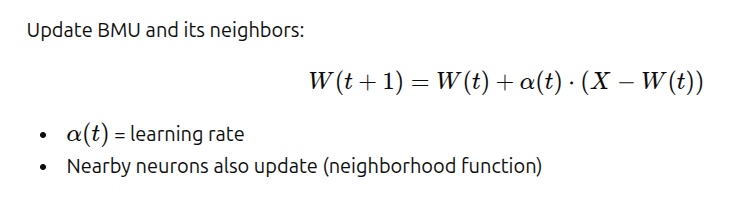 Update BMU and its neighbors:
W(t + 1) = W(t) + α(t) · (X − W(t))
• α(t) = learning rate
• Nearby neurons also update (neighborhood function)